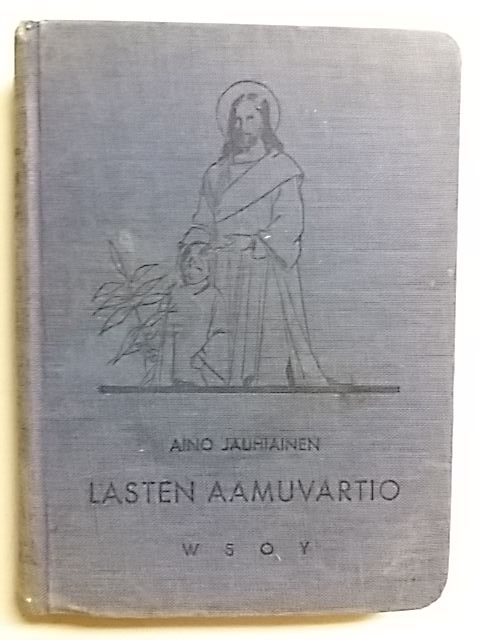 AINO JAUHIAINEN
LASTEN AAMUVARTIO
W S O Y